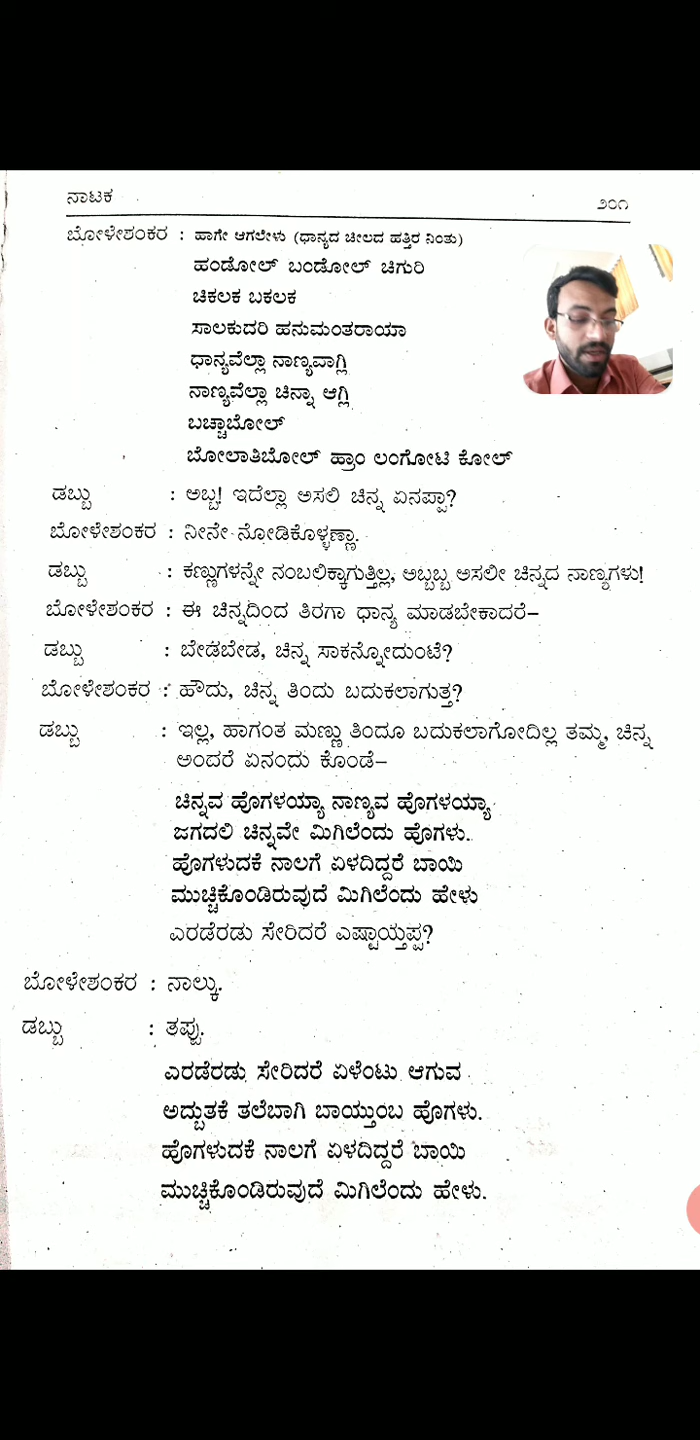 ನಾಟಕ ೨೦೧
ಬೋಳೇಶಂಕರ : ಹಾಗೇ ಆಗಲೇಳು (ಧಾನ್ಯದ ಚೀಲದ ಹತ್ತಿರ ನಿಂತು)
ಹಂಡೋಲ್ ಬಂಡೋಲ್ ಚಿಗುರಿ
ಚಿಕಲಕ ಬಕಲಕ
ಸಾಲಕುದರಿ ಹನುಮಂತರಾಯಾ
ಧಾನ್ಯವೆಲ್ಲಾ ನಾಣ್ಯವಾಗ್ಲಿ
ನಾಣ್ಯವೆಲ್ಲಾ ಚಿನ್ನಾ ಆಗ್ಲಿ
ಬಚ್ಚಾಬೋಲ್
ಬೋಲಾತಿಬೋಲ್ ಹ್ರಾಂ ಲಂಗೋಟಿ ಕೋಲ್
ಡಬ್ಬು : ಅಬ್ಬ! ಇದೆಲ್ಲಾ ಅಸಲಿ ಚಿನ್ನ ಏನಪ್ಪಾ?
ಬೋಳೇಶಂಕರ : ನೀನೇ ನೋಡಿಕೊಳ್ಳಣ್ಣಾ.
ಡಬ್ಬು : ಕಣ್ಣುಗಳನ್ನೇ ನಂಬಲಿಕ್ಕಾಗುತ್ತಿಲ್ಲ, ಅಬ್ಬಬ್ಬ ಅಸಲೀ ಚಿನ್ನದ ನಾಣ್ಯಗಳು!
ಬೋಳೇಶಂಕರ : ಈ ಚಿನ್ನದಿಂದ ತಿರಗಾ ಧಾನ್ಯ ಮಾಡಬೇಕಾದರೆ–
ಡಬ್ಬು : ಬೇಡಬೇಡ, ಚಿನ್ನ ಸಾಕನ್ನೋದುಂಟೆ?
ಬೋಳೇಶಂಕರ : ಹೌದು, ಚಿನ್ನ ತಿಂದು ಬದುಕಲಾಗುತ್ತ?
ಡಬ್ಬು : ಇಲ್ಲ, ಹಾಗಂತ ಮಣ್ಣು ತಿಂದೂ ಬದುಕಲಾಗೋದಿಲ್ಲ ತಮ್ಮ, ಚಿನ್ನ
ಅಂದರೆ ಏನಂದು ಕೊಂಡೆ–
ಚಿನ್ನವ ಹೊಗಳಯ್ಯಾ ನಾಣ್ಯವ ಹೊಗಳಯ್ಯಾ
ಜಗದಲಿ ಚಿನ್ನವೇ ಮಿಗಿಲೆಂದು ಹೊಗಳು.
ಹೊಗಳುದಕೆ ನಾಲಗೆ ಏಳದಿದ್ದರೆ ಬಾಯಿ
ಮುಚ್ಚಿಕೊಂಡಿರುವುದೆ ಮಿಗಿಲೆಂದು ಹೇಳು
ಎರಡೆರಡು ಸೇರಿದರೆ ಎಷ್ಟಾಯ್ತಪ್ಪ?
ಬೋಳೇಶಂಕರ : ನಾಲ್ಕು.
ಡಬ್ಬು : ತಪ್ಪು.
ಎರಡೆರಡು ಸೇರಿದರೆ ಏಳೆಂಟು ಆಗುವ
ಅದ್ಬುತಕೆ ತಲೆಬಾಗಿ ಬಾಯ್ತುಂಬ ಹೊಗಳು.
ಹೊಗಳುದಕೆ ನಾಲಗೆ ಏಳದಿದ್ದರೆ ಬಾಯಿ
ಮುಚ್ಚಿಕೊಂಡಿರುವುದೆ ಮಿಗಿಲೆಂದು ಹೇಳು.